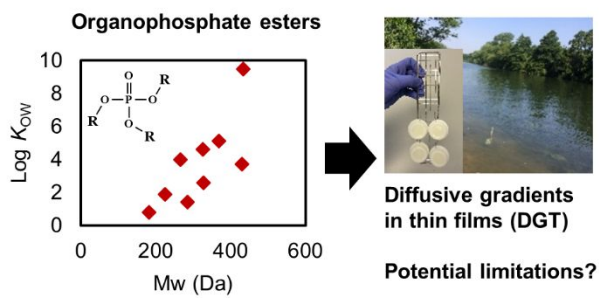 Organophosphate esters
Log KOW
10
8
6
4
2
0
0
200
400
600
Mw (Da)
O
R
O
P
O
R
O
R
Diffusive gradients
in thin films (DGT)
Potential limitations?